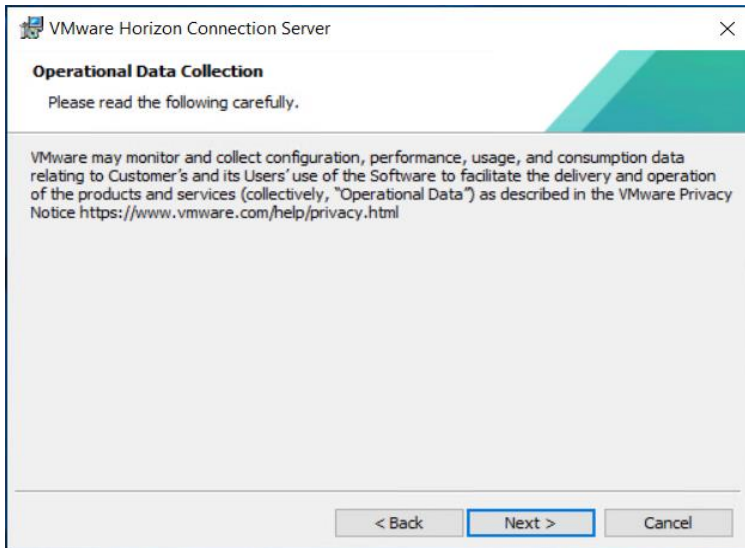 VMware Horizon Connection Server
Operational Data Collection
Please read the following carefully.
VMware may monitor and collect configuration, performance, usage, and consumption data
relating to Customer's and its Users' use of the Software to facilitate the delivery and operation
of the products and services (collectively, "Operational Data") as described in the VMware Privacy
Notice https://www.vmware.com/help/privacy.html
< Back Next > Cancel